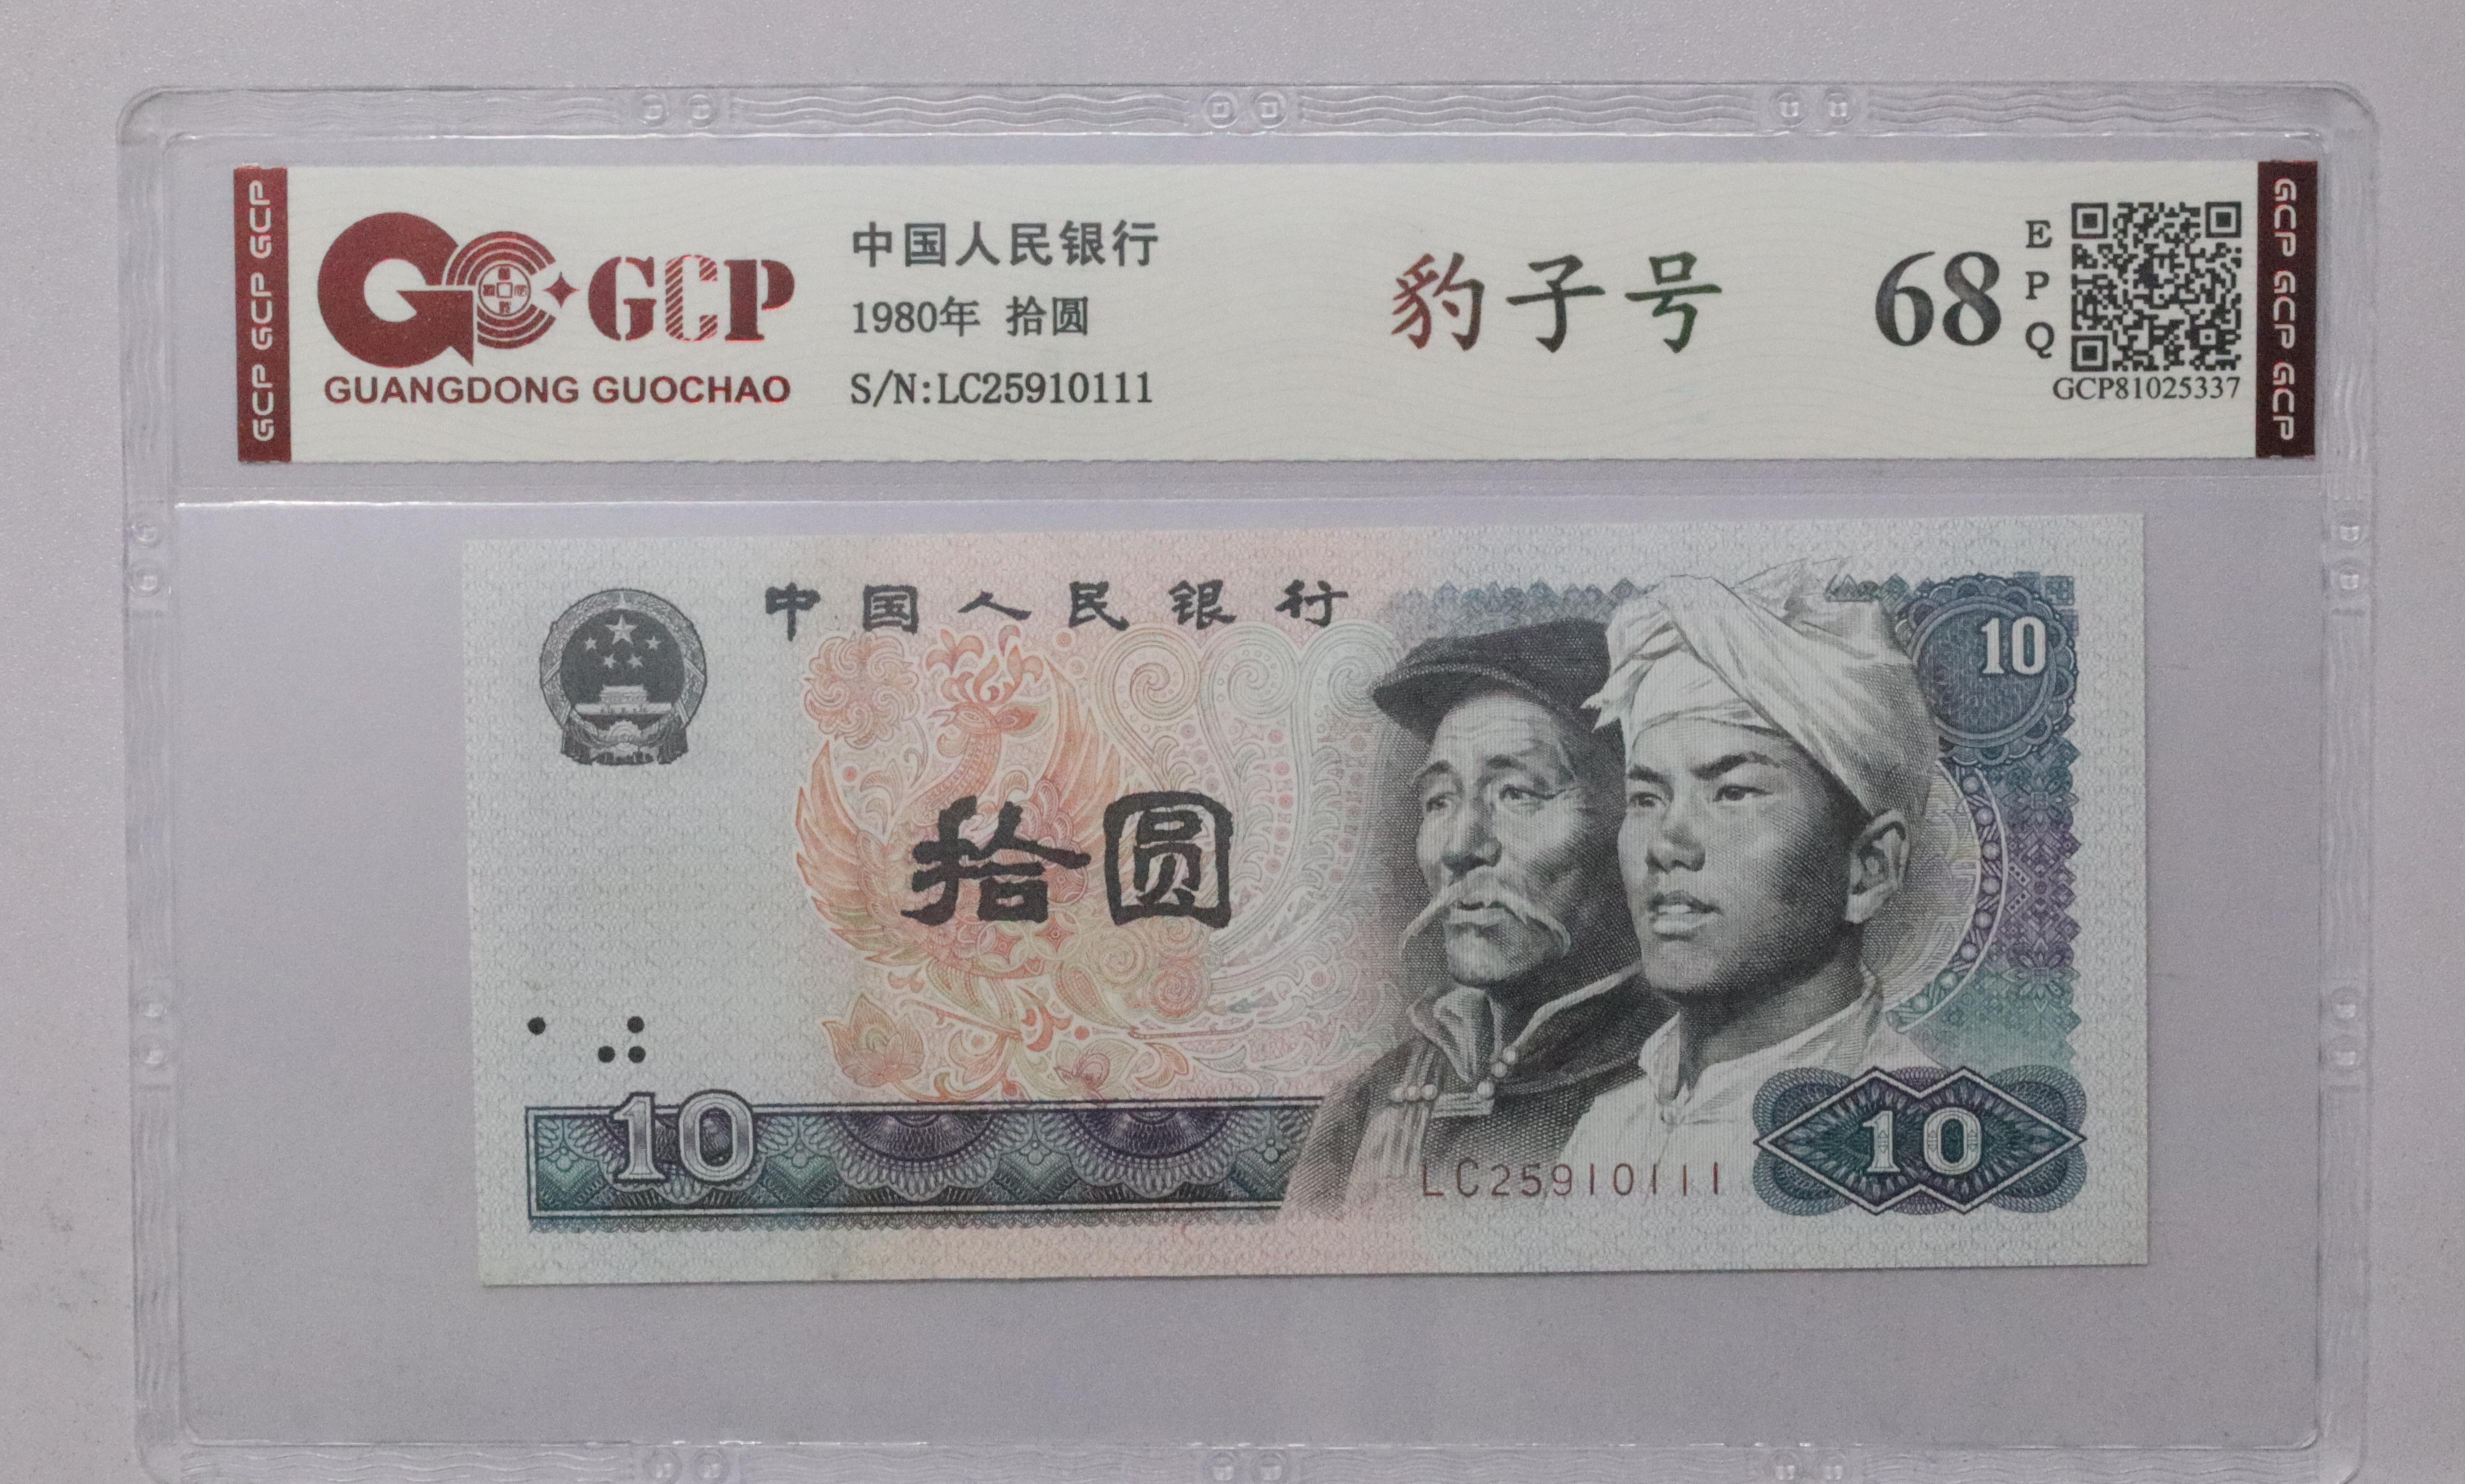 GCP GCP GCP
GCP
GUANGDONG GUOCHAO
中国人民银行
1980年 拾圆
S/N:LC25910111
豹子号
68
E
P
Q
GCP81025337
GCP GCP GCP
中国人民银行
10
拾圆
10
LC25910111
10